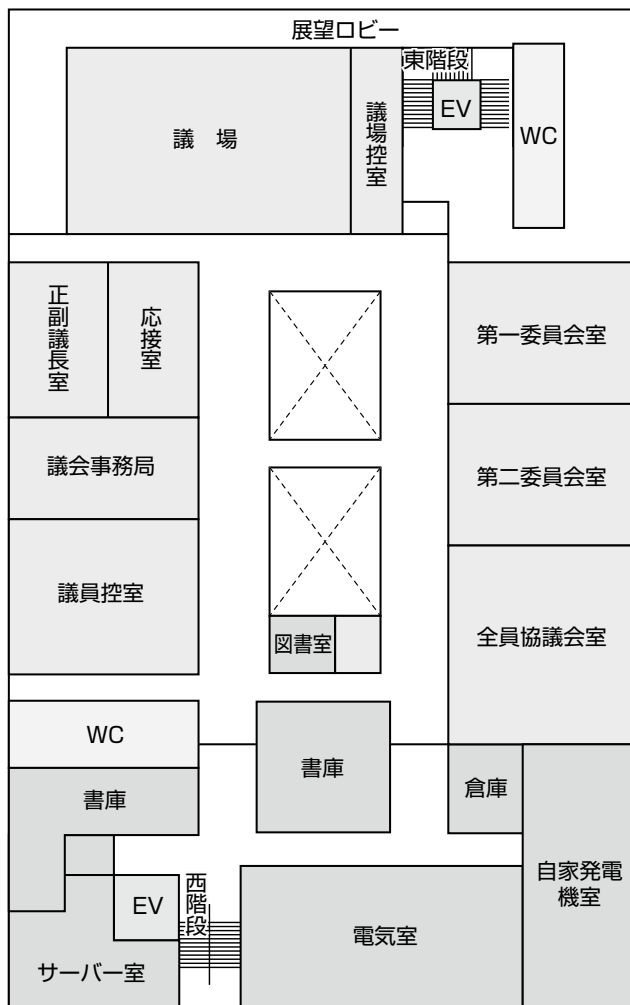 展望ロビー
東階段
議　場
議場控室
EV
WC
正副議長室
応接室
第一委員会室
議会事務局
第二委員会室
議員控室
図書室
全員協議会室
WC
書庫
書庫
倉庫
西階段
EV
自家発電
機室
電気室
サーバー室